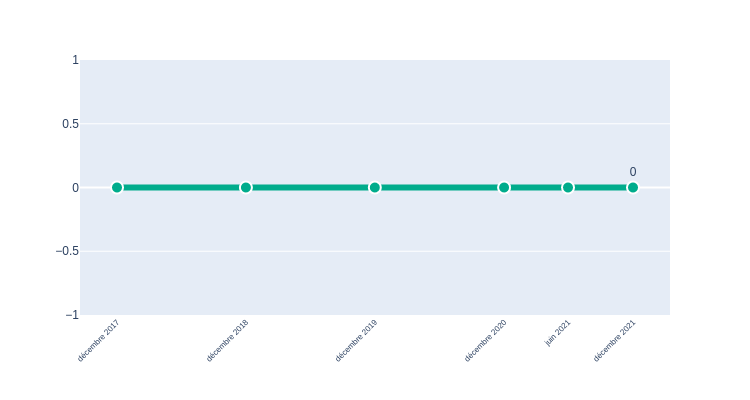 1
0.5
0
−0.5
−1
0
décembre 2017
décembre 2018
décembre 2019
décembre 2020
juin 2021
décembre 2021